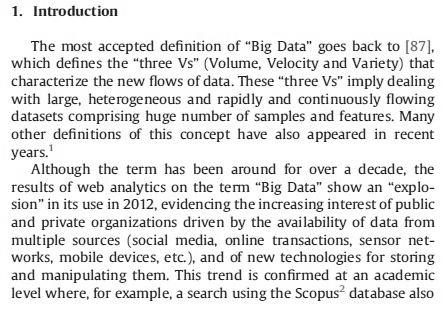 1. Introduction
The most accepted definition of “Big Data” goes back to [87],
which defines the “three Vs” (Volume, Velocity and Variety) that
characterize the new flows of data. These “three Vs” imply dealing
with large, heterogeneous and rapidly and continuously flowing
datasets comprising huge number of samples and features. Many
other definitions of this concept have also appeared in recent
years.¹
Although the term has been around for over a decade, the
results of web analytics on the term “Big Data” show an “explo-
sion” in its use in 2012, evidencing the increasing interest of public
and private organizations driven by the availability of data from
multiple sources (social media, online transactions, sensor net-
works, mobile devices, etc.), and of new technologies for storing
and manipulating them. This trend is confirmed at an academic
level where, for example, a search using the Scopus² database also